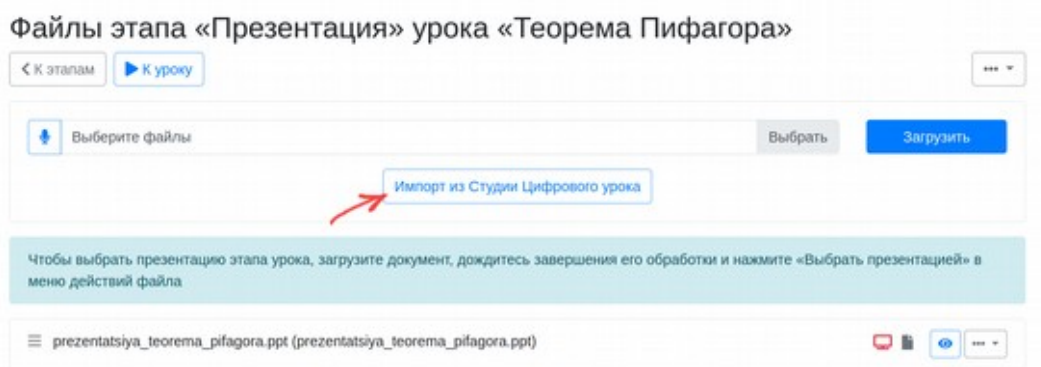 Файлы этапа «Презентация» урока «Теорема Пифагора»
К этапам К уроку
Выберите файлы Выбрать Загрузить
Импорт из Студии Цифрового урока
Чтобы выбрать презентацию этапа урока, загрузите документ, дождитесь завершения его обработки и нажмите «Выбрать презентацией» в
меню действий файла
prezentatsiya_teorema_pifagora.ppt (prezentatsiya_teorema_pifagora.ppt)